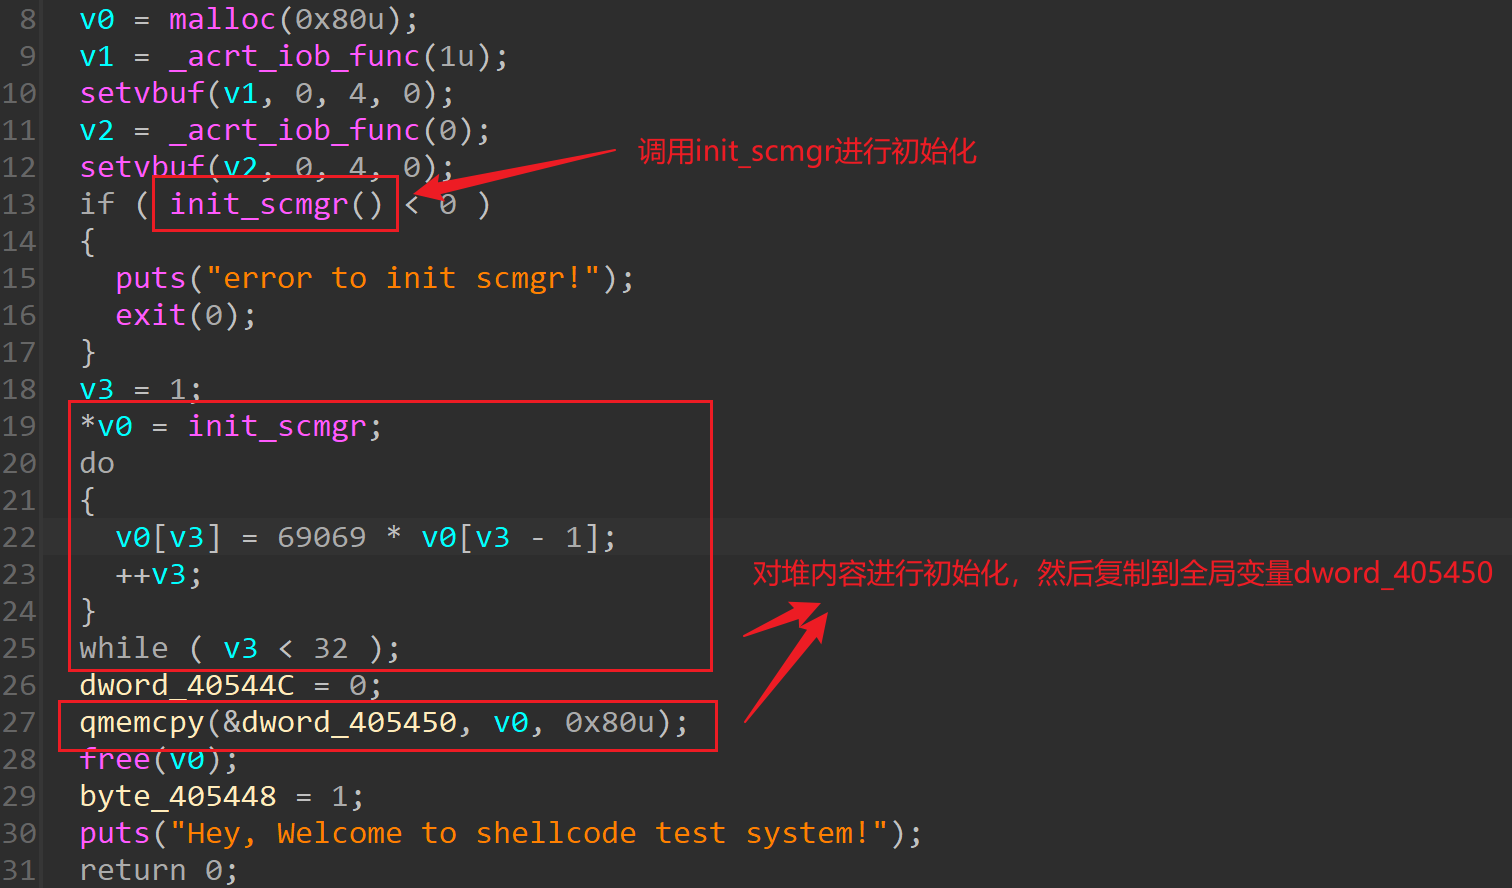 8 v0 = malloc(0x80u);
9 v1 = _acrt_iob_func(1u);
10 setvbuf(v1, 0, 4, 0);
11 v2 = _acrt_iob_func(0);
12 setvbuf(v2, 0, 4, 0);
调用init_scmgr进行初始化
13 if ( init_scmgr() < 0 )
14 {
15 puts("error to init scmgr!");
16 exit(0);
17 }
18 v3 = 1;
19 *v0 = init_scmgr;
20 do
21 {
22 v0[v3] = 69069 * v0[v3 - 1];
23 ++v3;
对堆内容进行初始化，然后复制到全局变量dword_405450
24 }
25 while ( v3 < 32 );
26 dword_40544C = 0;
27 qmemcpy(&dword_405450, v0, 0x80u);
28 free(v0);
29 byte_405448 = 1;
30 puts("Hey, Welcome to shellcode test system!");
31 return 0;